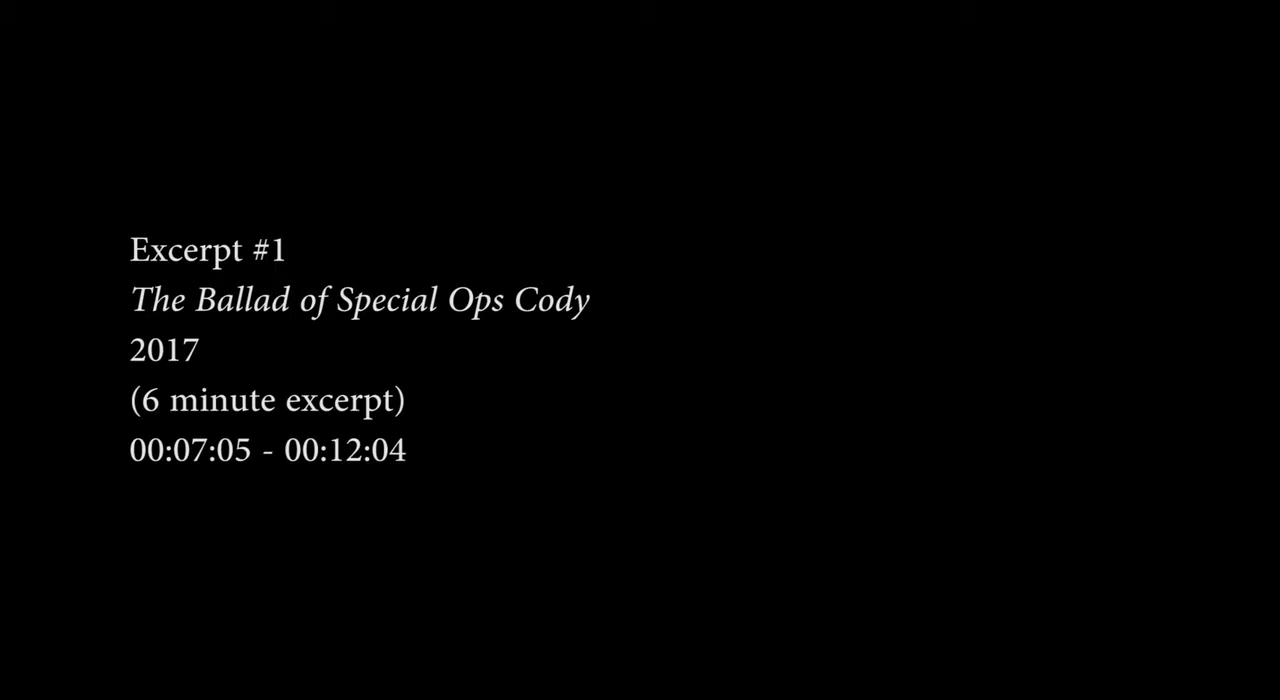 Excerpt #1
The Ballad of Special Ops Cody
2017
(6 minute excerpt)
00:07:05 - 00:12:04